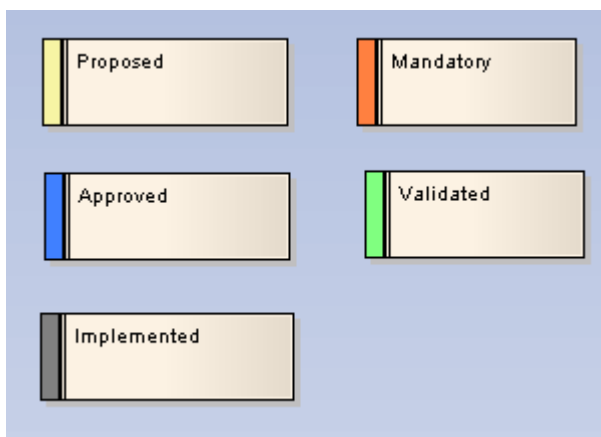 Proposed
Mandatory
Approved
Validated
Implemented